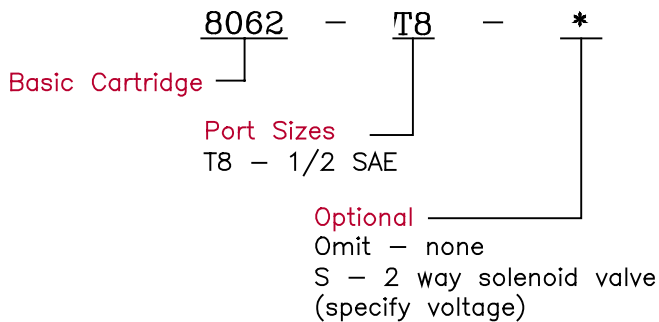 8062 - T8 - *
Basic Cartridge
Port Sizes
T8 - 1/2 SAE
Optional
Omit - none
S - 2 way solenoid valve
(specify voltage)